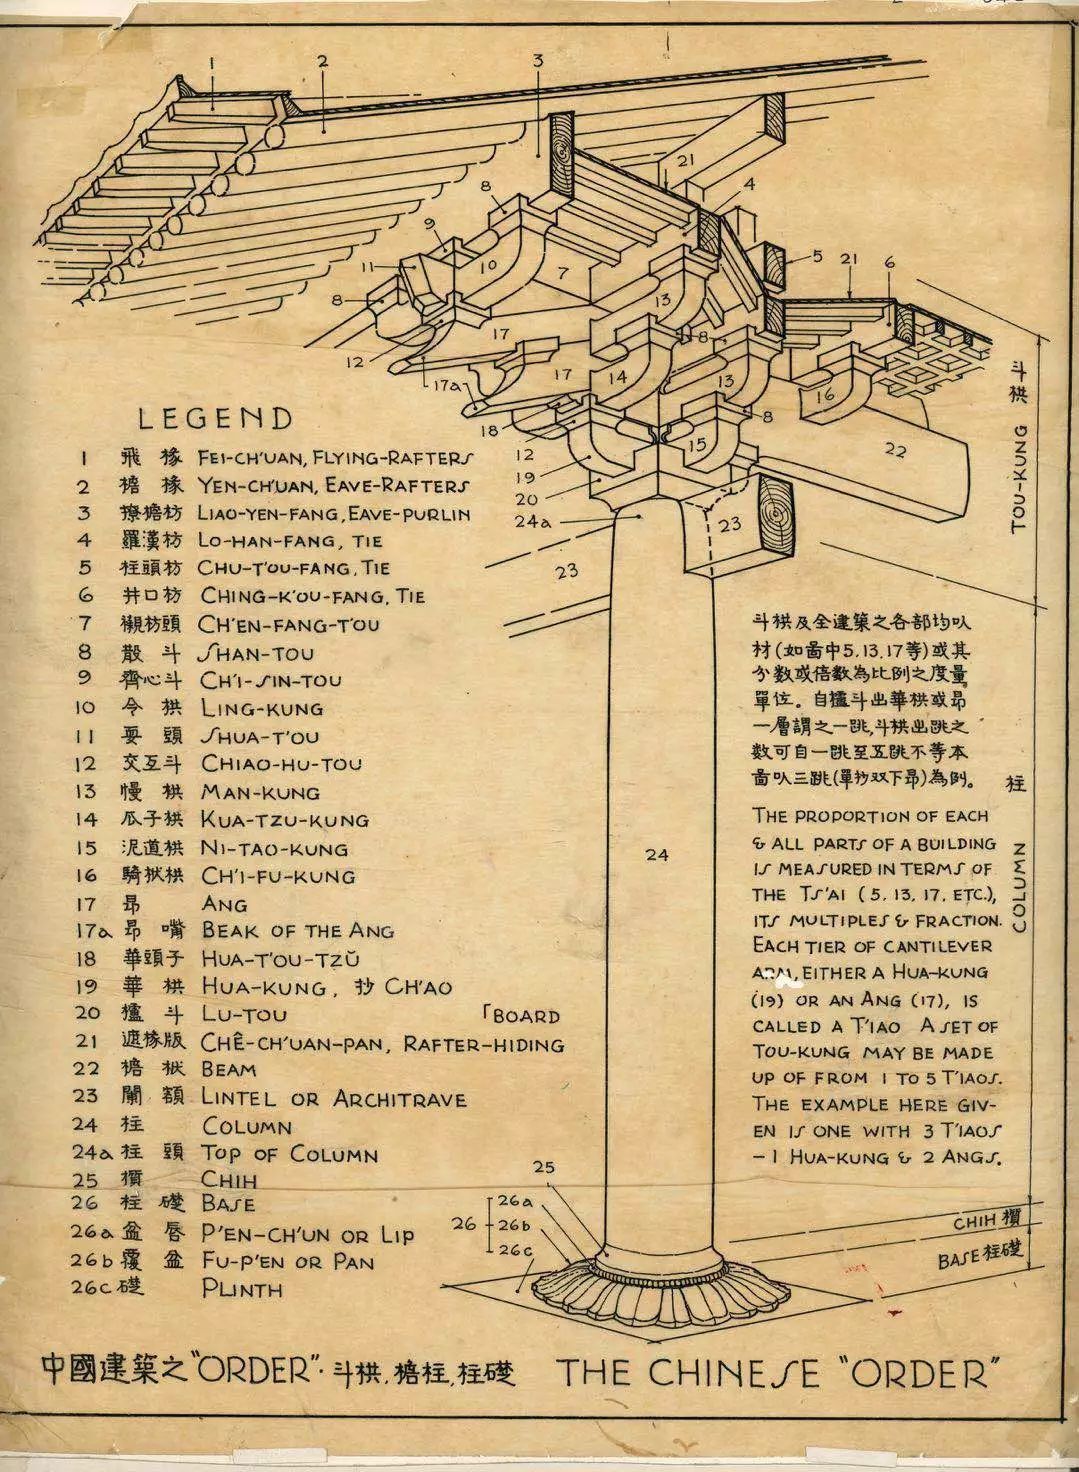 1
2
3
21
8
4
9
5
21
6
11
10
7
13
8
8
17
12
17
14
13
17a
16
18
8
22
12
15
19
20
24a
23
23
斗栱 TOU-KUNG
LEGEND
1 飛椽 FEI-CH'UAN, FLYING-RAFTERS
2 檐椽 YEN-CH'UAN, EAVE-RAFTERS
3 撩檐枋 LIAO-YEN-FANG, EAVE-PURLIN
4 羅漢枋 LO-HAN-FANG, TIE
5 柱頭枋 CHU-T'OU-FANG, TIE
6 井口枋 CHING-K'OU-FANG, TIE
7 襯枋頭 CH'EN-FANG-T'OU
8 散斗 SHAN-TOU
9 齊心斗 CH'I-SIN-TOU
10 令栱 LING-KUNG
11 耍頭 SHUA-T'OU
12 交互斗 CHIAO-HU-TOU
13 慢栱 MAN-KUNG
14 瓜子栱 KUA-TZU-KUNG
15 泥道栱 NI-TAO-KUNG
16 騎栿栱 CH'I-FU-KUNG
17 昂 ANG
17a 昂嘴 BEAK OF THE ANG
18 華頭子 HUA-T'OU-TZŬ
19 華栱 HUA-KUNG, 抄 CH'AO
20 櫨斗 LU-TOU
21 遮椽版 CHÊ-CH'UAN-PAN, RAFTER-HIDING 「BOARD
22 檐栿 BEAM
23 闌額 LINTEL OR ARCHITRAVE
24 柱 COLUMN
24a 柱頭 TOP OF COLUMN
25 櫍 CHIH
26 柱礎 BASE
26a 盆唇 P'EN-CH'UN OR LIP
26b 覆盆 FU-P'EN OR PAN
26c 礎 PLINTH
斗栱及全建築之各部均以
材(如啚中5.13.17等)或其
分數或倍數為比例之度量
單位。自櫨斗出華栱或昂
一層謂之一跳,斗栱出跳之
數可自一跳至五跳不等本
啚以三跳(單抄双下昂)為例。
THE PROPORTION OF EACH
& ALL PARTS OF A BUILDING
IS MEASURED IN TERMS OF
THE TS'AI (5. 13, 17, ETC.),
ITS MULTIPLES & FRACTION.
EACH TIER OF CANTILEVER
ARM, EITHER A HUA-KUNG
(19) OR AN ANG (17), IS
CALLED A T'IAO A SET OF
TOU-KUNG MAY BE MADE
UP OF FROM 1 TO 5 T'IAOS.
THE EXAMPLE HERE GIV-
EN IS ONE WITH 3 T'IAOS
– 1 HUA-KUNG & 2 ANGS.
柱 COLUMN
24
25
26
26a
26b
26c
CHIH 櫍
BASE 柱礎
中國建築之"ORDER"·斗栱,檐柱,柱礎
THE CHINESE "ORDER"